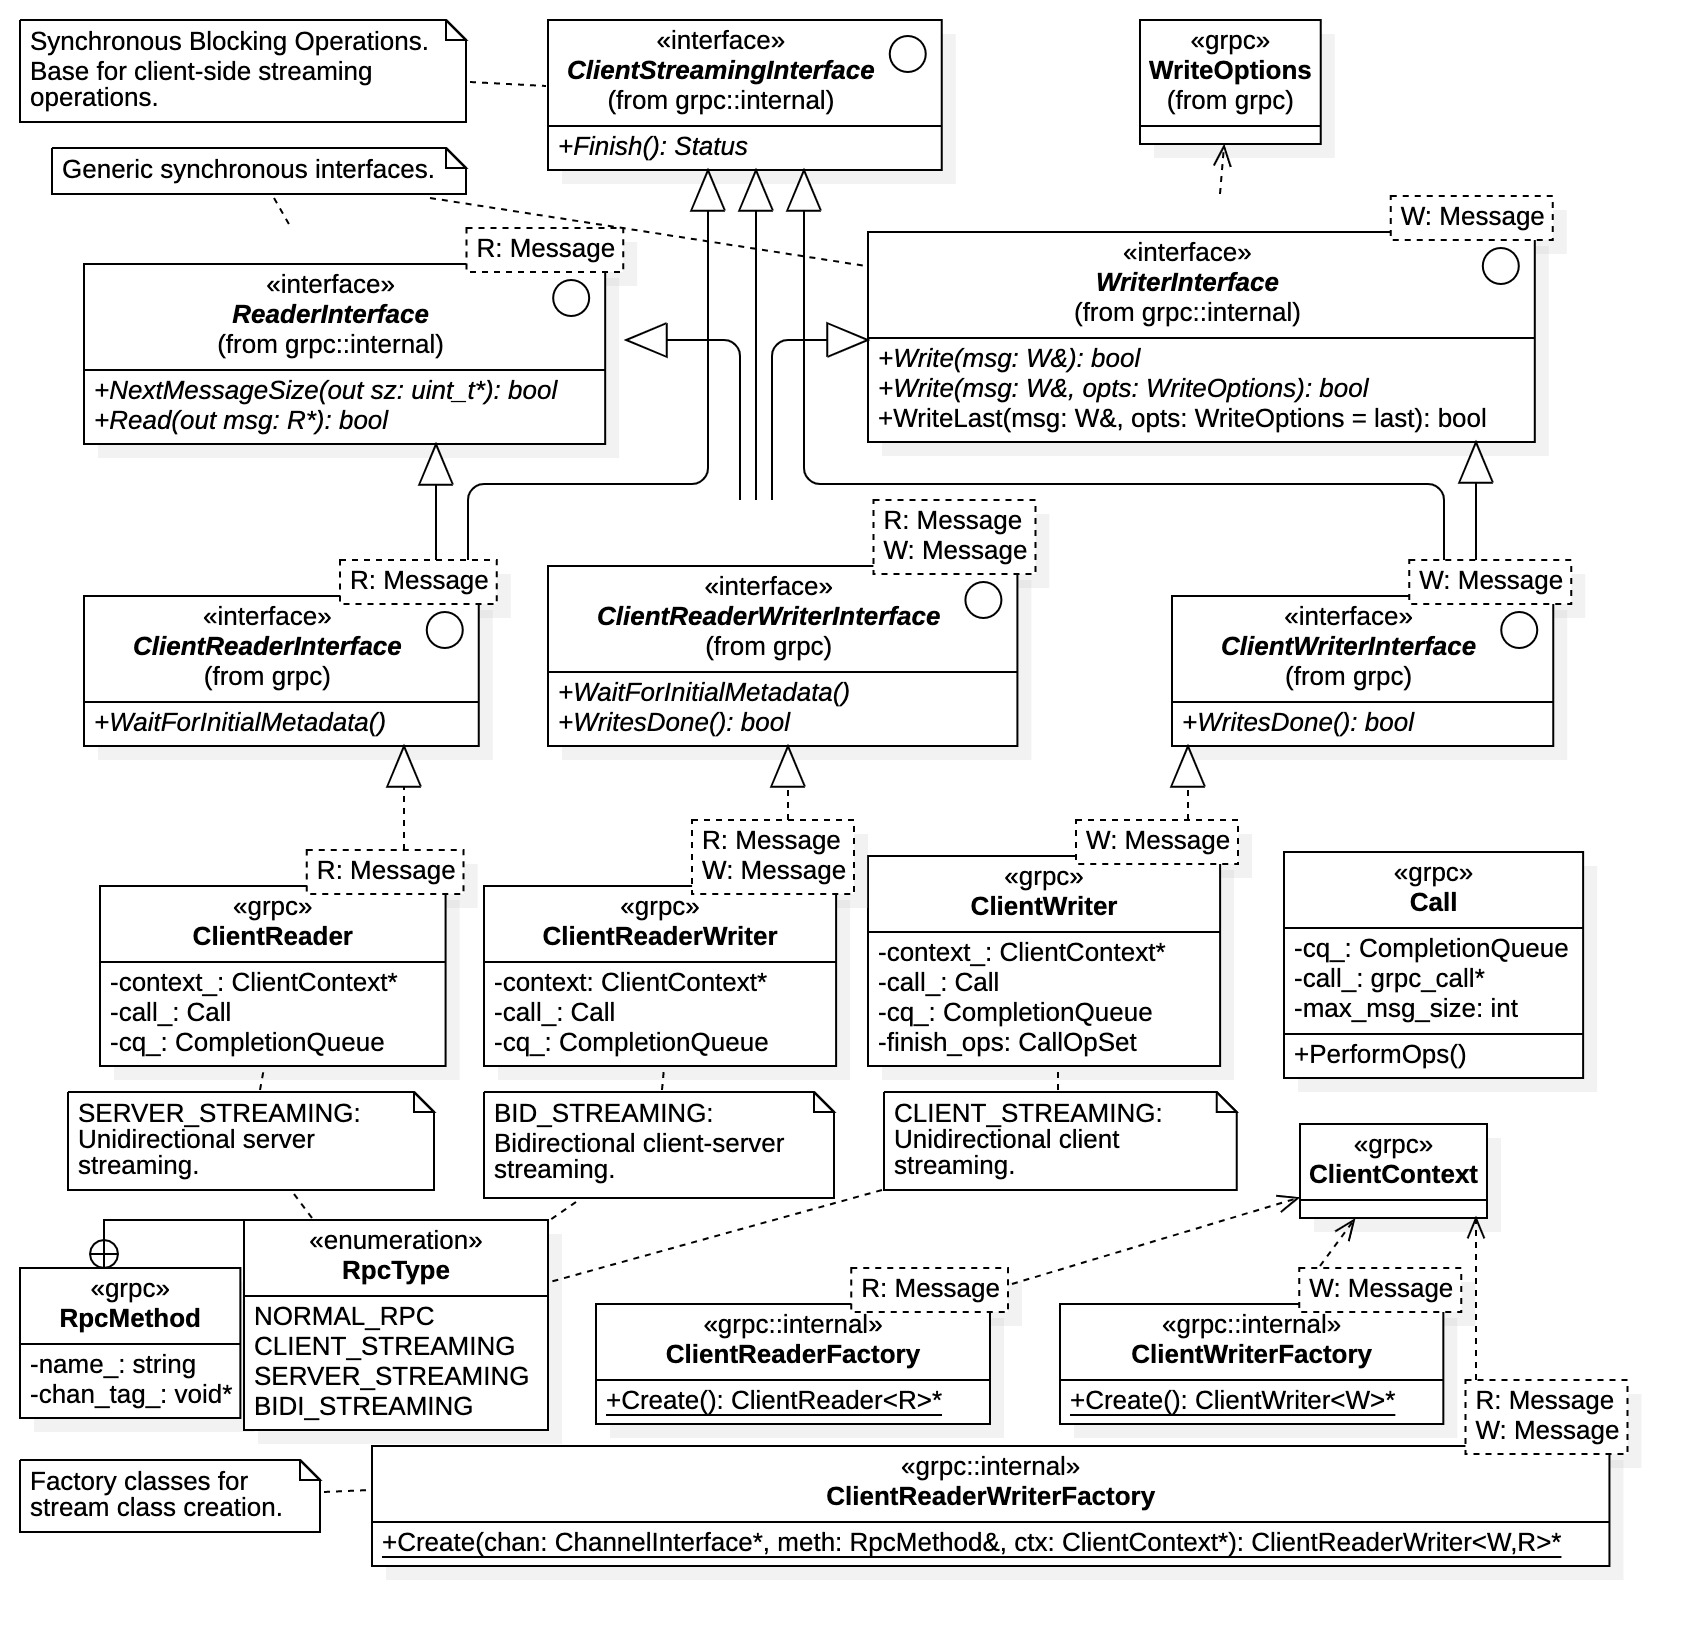 Synchronous Blocking Operations.
Base for client-side streaming
operations.
«interface»
ClientStreamingInterface
(from grpc::internal)
+Finish(): Status
«grpc»
WriteOptions
(from grpc)
Generic synchronous interfaces.
R: Message
«interface»
ReaderInterface
(from grpc::internal)
+NextMessageSize(out sz: uint_t*): bool
+Read(out msg: R*): bool
W: Message
«interface»
WriterInterface
(from grpc::internal)
+Write(msg: W&): bool
+Write(msg: W&, opts: WriteOptions): bool
+WriteLast(msg: W&, opts: WriteOptions = last): bool
R: Message
«interface»
ClientReaderInterface
(from grpc)
+WaitForInitialMetadata()
R: Message
W: Message
«interface»
ClientReaderWriterInterface
(from grpc)
+WaitForInitialMetadata()
+WritesDone(): bool
W: Message
«interface»
ClientWriterInterface
(from grpc)
+WritesDone(): bool
R: Message
«grpc»
ClientReader
-context_: ClientContext*
-call_: Call
-cq_: CompletionQueue
R: Message
W: Message
«grpc»
ClientReaderWriter
-context: ClientContext*
-call_: Call
-cq_: CompletionQueue
W: Message
«grpc»
ClientWriter
-context_: ClientContext*
-call_: Call
-cq_: CompletionQueue
-finish_ops: CallOpSet
«grpc»
Call
-cq_: CompletionQueue
-call_: grpc_call*
-max_msg_size: int
+PerformOps()
SERVER_STREAMING:
Unidirectional server
streaming.
BID_STREAMING:
Bidirectional client-server
streaming.
CLIENT_STREAMING:
Unidirectional client
streaming.
«grpc»
ClientContext
«grpc»
RpcMethod
-name_: string
-chan_tag_: void*
«enumeration»
RpcType
NORMAL_RPC
CLIENT_STREAMING
SERVER_STREAMING
BIDI_STREAMING
R: Message
«grpc::internal»
ClientReaderFactory
+Create(): ClientReader<R>*
W: Message
«grpc::internal»
ClientWriterFactory
+Create(): ClientWriter<W>*
R: Message
W: Message
Factory classes for
stream class creation.
«grpc::internal»
ClientReaderWriterFactory
+Create(chan: ChannelInterface*, meth: RpcMethod&, ctx: ClientContext*): ClientReaderWriter<W,R>*